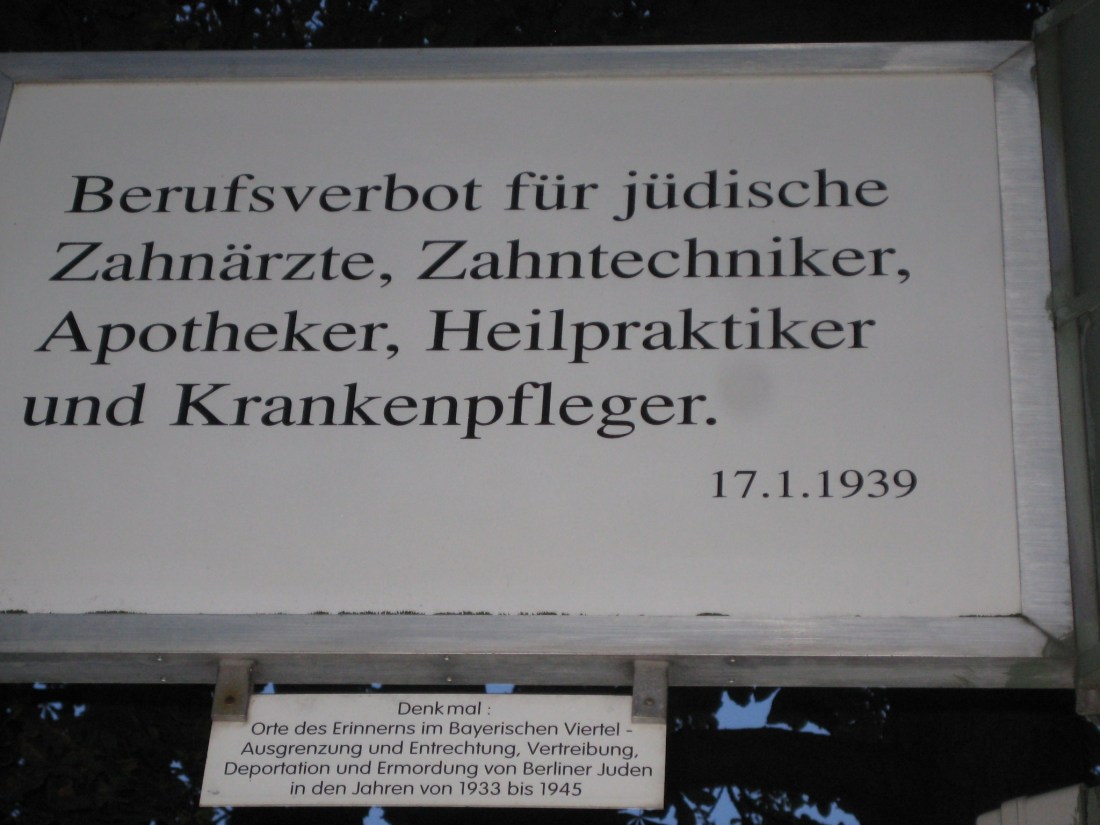 Berufsverbot für jüdische
Zahnärzte, Zahntechniker,
Apotheker, Heilpraktiker
und Krankenpfleger.
17.1.1939
Denkmal :
Orte des Erinnerns im Bayerischen Viertel -
Ausgrenzung und Entrechtung, Vertreibung,
Deportation und Ermordung von Berliner Juden
in den Jahren von 1933 bis 1945